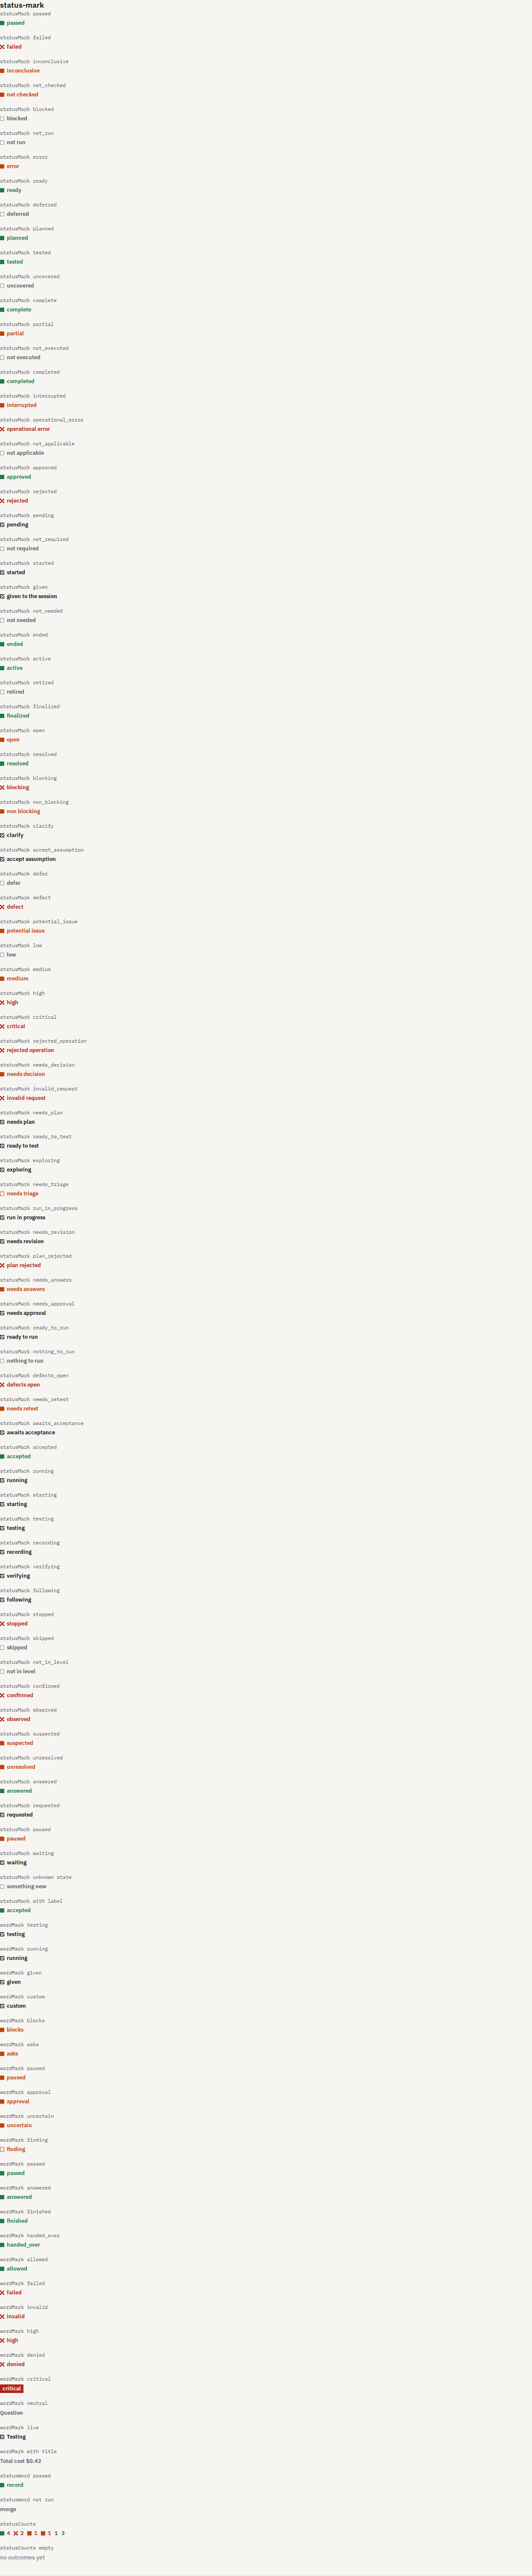 status-mark
statusMark passed
passed
statusMark failed
failed
statusMark inconclusive
inconclusive
statusMark not_checked
not checked
statusMark blocked
blocked
statusMark not_run
not run
statusMark error
error
statusMark ready
ready
statusMark deferred
deferred
statusMark planned
planned
statusMark tested
tested
statusMark uncovered
uncovered
statusMark complete
complete
statusMark partial
partial
statusMark not_executed
not executed
statusMark completed
completed
statusMark interrupted
interrupted
statusMark operational_error
operational error
statusMark not_applicable
not applicable
statusMark approved
approved
statusMark rejected
rejected
statusMark pending
pending
statusMark not_required
not required
statusMark started
started
statusMark given
given to the session
statusMark not_needed
not needed
statusMark ended
ended
statusMark active
active
statusMark retired
retired
statusMark finalized
finalized
statusMark open
open
statusMark resolved
resolved
statusMark blocking
blocking
statusMark non_blocking
non blocking
statusMark clarify
clarify
statusMark accept_assumption
accept assumption
statusMark defer
defer
statusMark defect
defect
statusMark potential_issue
potential issue
statusMark low
low
statusMark medium
medium
statusMark high
high
statusMark critical
critical
statusMark rejected_operation
rejected operation
statusMark needs_decision
needs decision
statusMark invalid_request
invalid request
statusMark needs_plan
needs plan
statusMark ready_to_test
ready to test
statusMark exploring
exploring
statusMark needs_triage
needs triage
statusMark run_in_progress
run in progress
statusMark needs_revision
needs revision
statusMark plan_rejected
plan rejected
statusMark needs_answers
needs answers
statusMark needs_approval
needs approval
statusMark ready_to_run
ready to run
statusMark nothing_to_run
nothing to run
statusMark defects_open
defects open
statusMark needs_retest
needs retest
statusMark awaits_acceptance
awaits acceptance
statusMark accepted
accepted
statusMark running
running
statusMark starting
starting
statusMark testing
testing
statusMark recording
recording
statusMark verifying
verifying
statusMark following
following
statusMark stopped
stopped
statusMark skipped
skipped
statusMark not_in_level
not in level
statusMark confirmed
confirmed
statusMark observed
observed
statusMark suspected
suspected
statusMark unresolved
unresolved
statusMark answered
answered
statusMark requested
requested
statusMark paused
paused
statusMark waiting
waiting
statusMark unknown state
something new
statusMark with label
accepted
wordMark testing
testing
wordMark running
running
wordMark given
given
wordMark custom
custom
wordMark blocks
blocks
wordMark asks
asks
wordMark paused
paused
wordMark approval
approval
wordMark uncertain
uncertain
wordMark finding
finding
wordMark passed
passed
wordMark answered
answered
wordMark finished
finished
wordMark handed_over
handed_over
wordMark allowed
allowed
wordMark failed
failed
wordMark invalid
invalid
wordMark high
high
wordMark denied
denied
wordMark critical
critical
wordMark neutral
Question
wordMark live
Testing
wordMark with title
Total cost $0.42
statusWord passed
record
statusWord not run
merge
statusCounts
4 2 1 1 1 3
statusCounts empty
no outcomes yet